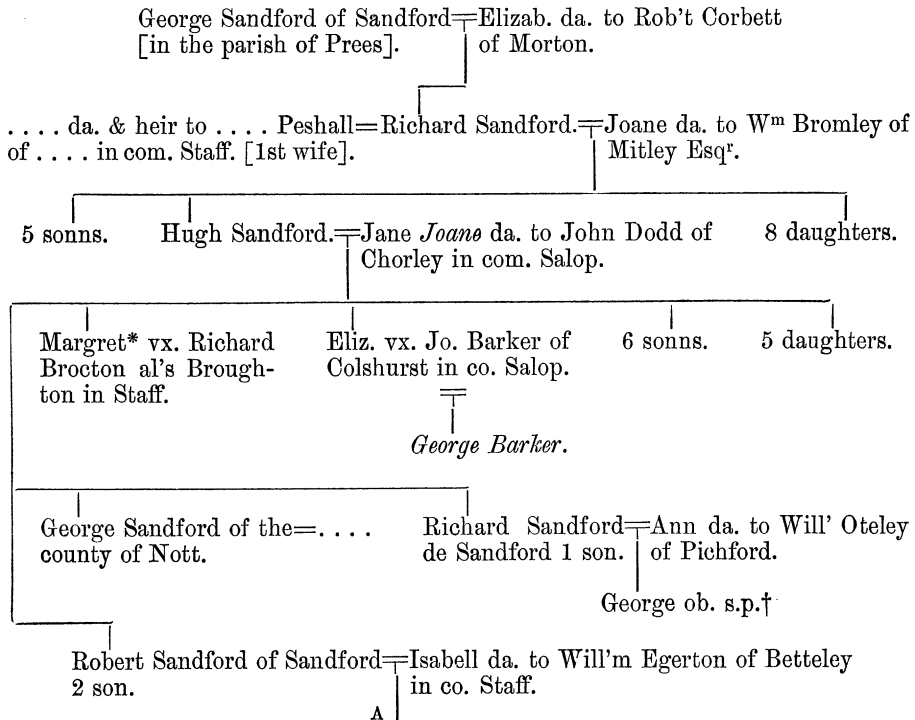 George Sandford of Sandford=Elizab. da. to Rob't Corbett
[in the parish of Prees]. of Morton.
. . . . da. & heir to . . . . Peshall=Richard Sandford.=Joane da. to Wm Bromley of
of . . . . in com. Staff. [1st wife]. Mitley Esqr.
5 sonns. Hugh Sandford.=Jane Joane da. to John Dodd of 8 daughters.
Chorley in com. Salop.
Margret* vx. Richard Eliz. vx. Jo. Barker of 6 sonns. 5 daughters.
Brocton al's Brough- Colshurst in co. Salop.
ton in Staff.
George Barker.
George Sandford of the=. . . . Richard Sandford=Ann da. to Will' Oteley
county of Nott. de Sandford 1 son. of Pichford.
George ob. s.p.†
Robert Sandford of Sandford=Isabell da. to Will'm Egerton of Betteley
2 son. in co. Staff.
A